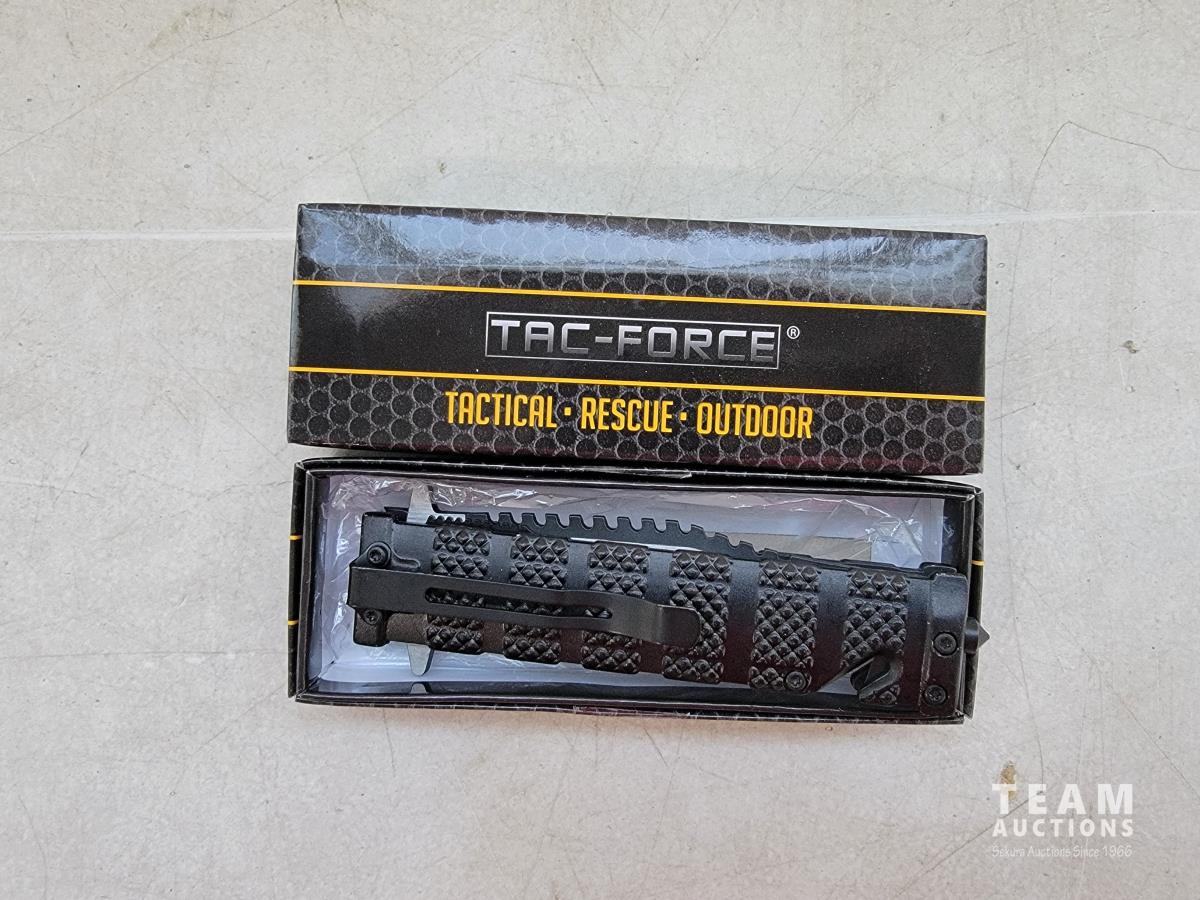 TAC-FORCE®
TACTICAL · RESCUE · OUTDOOR
TEAM
AUCTIONS
Sekura Auctions Since 1966